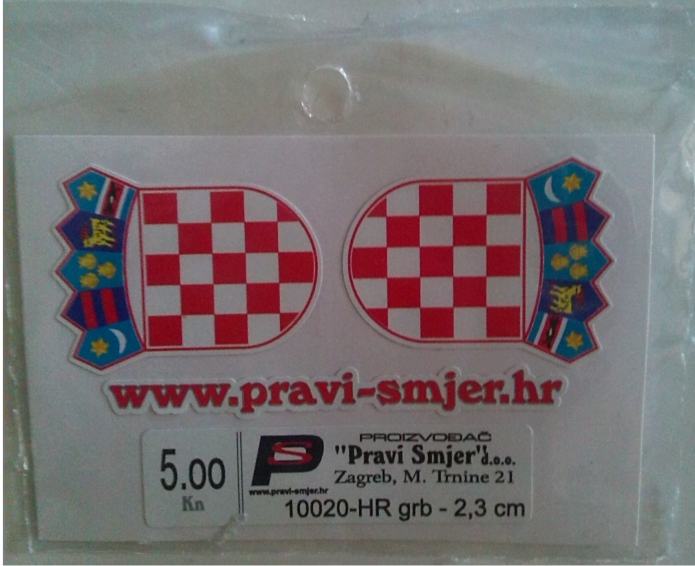 www.pravi-smjer.hr
5.00
Kn
PS
www.pravi-smjer.hr
PROIZVOĐAČ
"Pravi Smjer" d.o.o.
Zagreb, M. Trnine 21
10020-HR grb - 2,3 cm